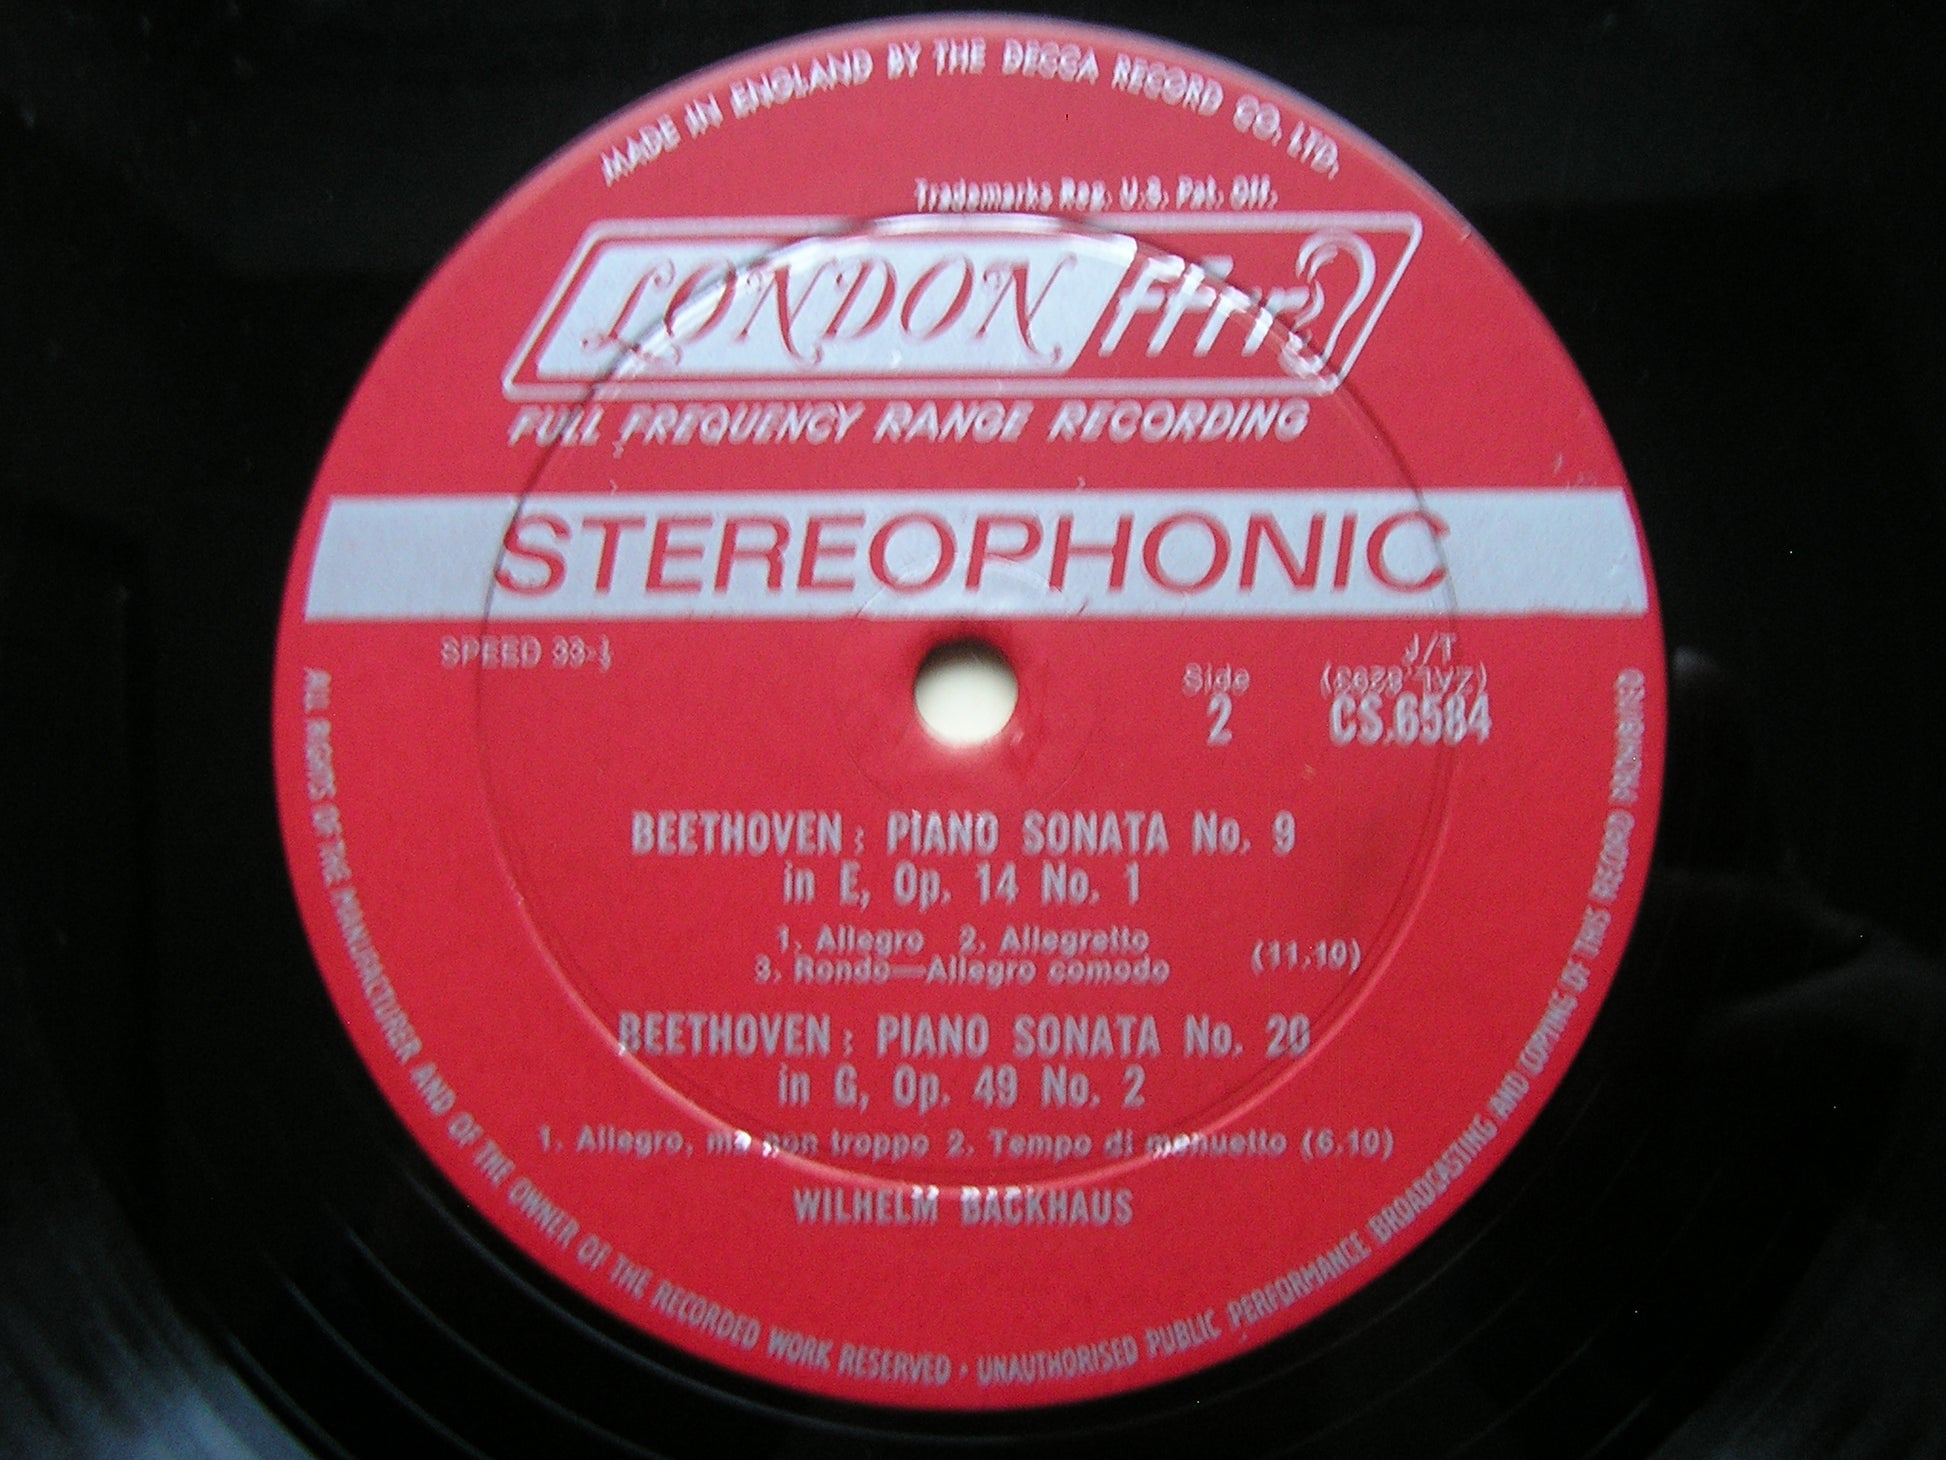 MADE IN ENGLAND BY THE DECCA RECORD CO. LTD.
Trademarks Reg. U.S. Pat. Off.
LONDON ffrr
FULL FREQUENCY RANGE RECORDING
STEREOPHONIC
SPEED 33-⅓
J/T
Side
(ZAL.8293)
2
CS.6584
BEETHOVEN: PIANO SONATA No. 9
in E, Op. 14 No. 1
1. Allegro 2. Allegretto
3. Rondo—Allegro comodo (11.10)
BEETHOVEN: PIANO SONATA No. 20
in G, Op. 49 No. 2
1. Allegro, ma non troppo 2. Tempo di menuetto (6.10)
WILHELM BACKHAUS
ALL RIGHTS OF THE MANUFACTURER AND OF THE OWNER OF THE RECORDED WORK RESERVED · UNAUTHORISED PUBLIC PERFORMANCE BROADCASTING AND COPYING OF THIS RECORD PROHIBITED